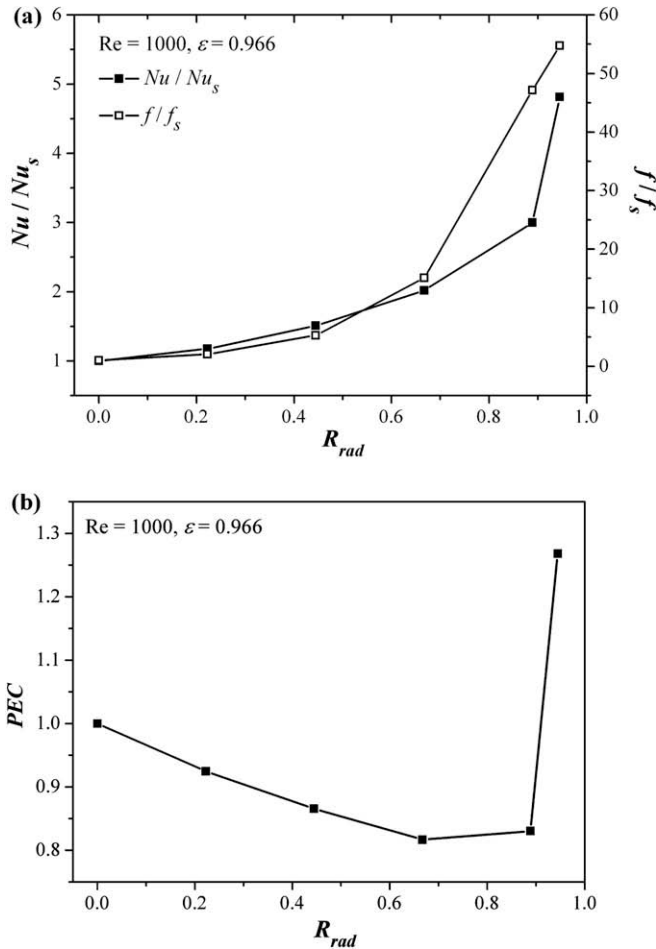 (a)
Re = 1000, ε = 0.966
Nu / Nuₛ
f / fₛ
6
5
4
3
2
1
Nu / Nuₛ
60
50
40
30
20
10
0
f / fₛ
0.0 0.2 0.4 0.6 0.8 1.0
R_rad
(b)
Re = 1000, ε = 0.966
1.3
1.2
1.1
1.0
0.9
0.8
PEC
0.0 0.2 0.4 0.6 0.8 1.0
R_rad